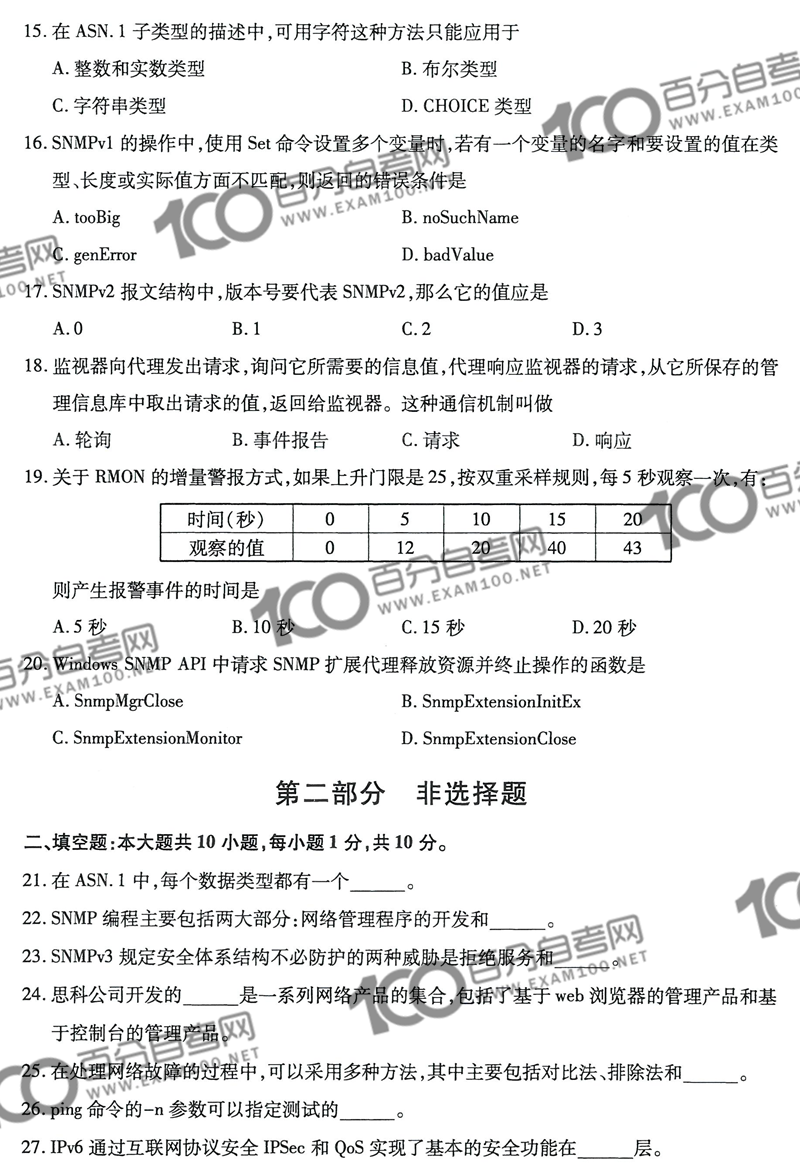 15. 在 ASN. 1 子类型的描述中,可用字符这种方法只能应用于
A. 整数和实数类型 B. 布尔类型
C. 字符串类型 D. CHOICE 类型
16. SNMPv1 的操作中,使用 Set 命令设置多个变量时,若有一个变量的名字和要设置的值在类
型、长度或实际值方面不匹配,则返回的错误条件是
A. tooBig B. noSuchName
C. genError D. badValue
17. SNMPv2 报文结构中,版本号要代表 SNMPv2,那么它的值应是
A. 0 B. 1 C. 2 D. 3
18. 监视器向代理发出请求,询问它所需要的信息值,代理响应监视器的请求,从它所保存的管
理信息库中取出请求的值,返回给监视器。这种通信机制叫做
A. 轮询 B. 事件报告 C. 请求 D. 响应
19. 关于 RMON 的增量警报方式,如果上升门限是 25,按双重采样规则,每 5 秒观察一次,有:
时间(秒) 0 5 10 15 20
观察的值 0 12 20 40 43
则产生报警事件的时间是
A. 5 秒 B. 10 秒 C. 15 秒 D. 20 秒
20. Windows SNMP API 中请求 SNMP 扩展代理释放资源并终止操作的函数是
A. SnmpMgrClose B. SnmpExtensionInitEx
C. SnmpExtensionMonitor D. SnmpExtensionClose
第二部分 非选择题
二、填空题:本大题共 10 小题,每小题 1 分,共 10 分。
21. 在 ASN. 1 中,每个数据类型都有一个______。
22. SNMP 编程主要包括两大部分:网络管理程序的开发和______。
23. SNMPv3 规定安全体系结构不必防护的两种威胁是拒绝服务和______。
24. 思科公司开发的______是一系列网络产品的集合,包括了基于 web 浏览器的管理产品和基
于控制台的管理产品。
25. 在处理网络故障的过程中,可以采用多种方法,其中主要包括对比法、排除法和______。
26. ping 命令的-n 参数可以指定测试的______。
27. IPv6 通过互联网协议安全 IPSec 和 QoS 实现了基本的安全功能在______层。
100百分自考网
WWW.EXAM100.NET